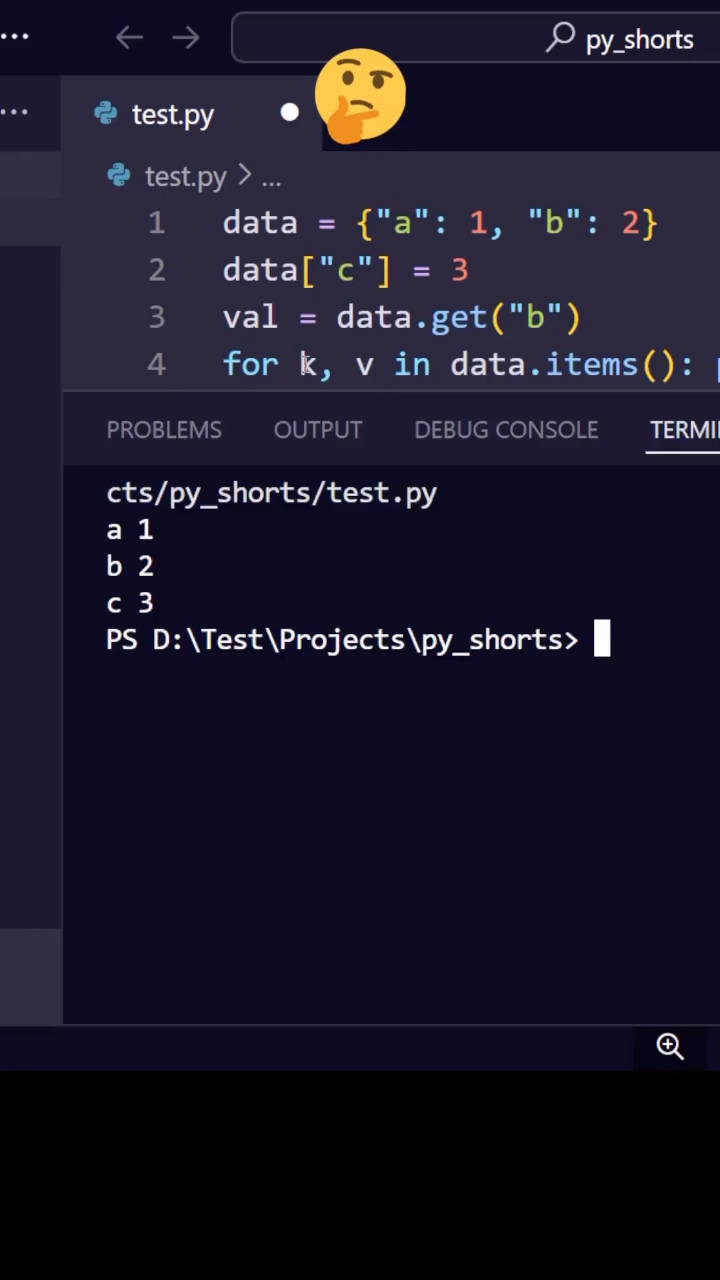 py_shorts
test.py
test.py > ...
1 data = {"a": 1, "b": 2}
2 data["c"] = 3
3 val = data.get("b")
4 for k, v in data.items():
PROBLEMS OUTPUT DEBUG CONSOLE TERMI
cts/py_shorts/test.py
a 1
b 2
c 3
PS D:\Test\Projects\py_shorts>